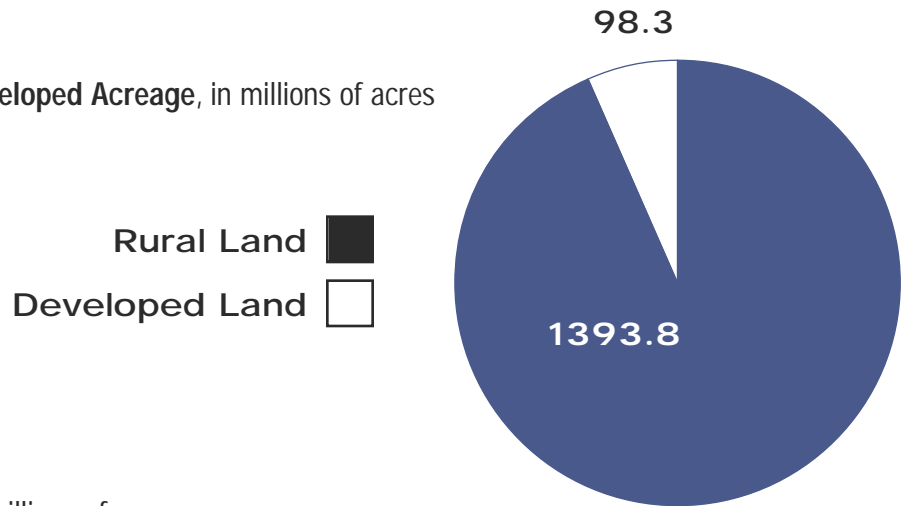 98.3
eloped Acreage, in millions of acres
Rural Land
Developed Land
1393.8